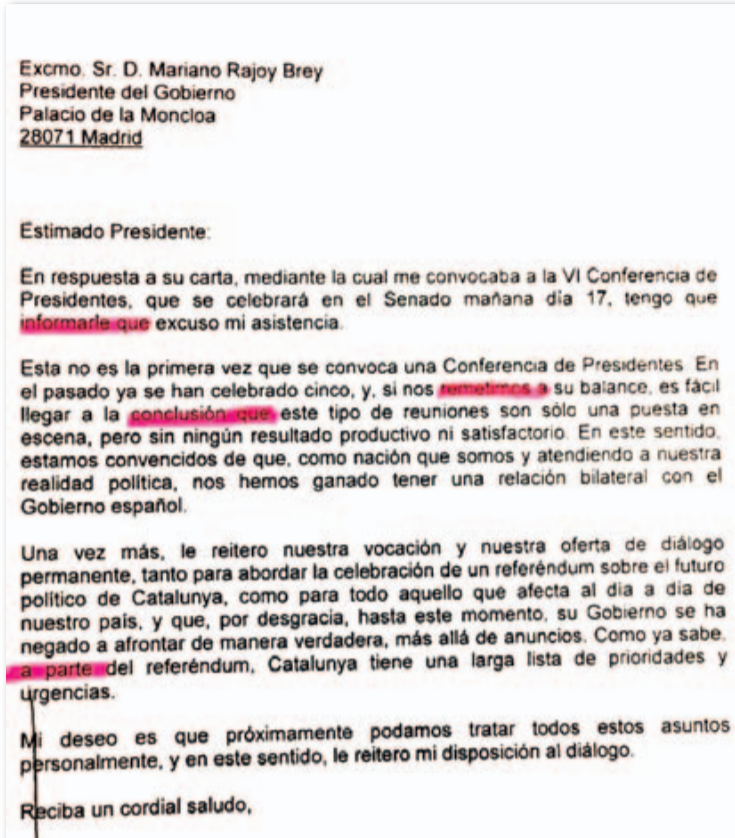 Excmo. Sr. D. Mariano Rajoy Brey
Presidente del Gobierno
Palacio de la Moncloa
28071 Madrid
Estimado Presidente:
En respuesta a su carta, mediante la cual me convocaba a la VI Conferencia de
Presidentes, que se celebrará en el Senado mañana día 17, tengo que
informarle que excuso mi asistencia.
Esta no es la primera vez que se convoca una Conferencia de Presidentes. En
el pasado ya se han celebrado cinco, y, si nos remetimos a su balance, es fácil
llegar a la conclusión que este tipo de reuniones son sólo una puesta en
escena, pero sin ningún resultado productivo ni satisfactorio. En este sentido,
estamos convencidos de que, como nación que somos y atendiendo a nuestra
realidad política, nos hemos ganado tener una relación bilateral con el
Gobierno español.
Una vez más, le reitero nuestra vocación y nuestra oferta de diálogo
permanente, tanto para abordar la celebración de un referéndum sobre el futuro
político de Catalunya, como para todo aquello que afecta al día a día de
nuestro país, y que, por desgracia, hasta este momento, su Gobierno se ha
negado a afrontar de manera verdadera, más allá de anuncios. Como ya sabe,
a parte del referéndum, Catalunya tiene una larga lista de prioridades y
urgencias.
Mi deseo es que próximamente podamos tratar todos estos asuntos
personalmente, y en este sentido, le reitero mi disposición al diálogo.
Reciba un cordial saludo,